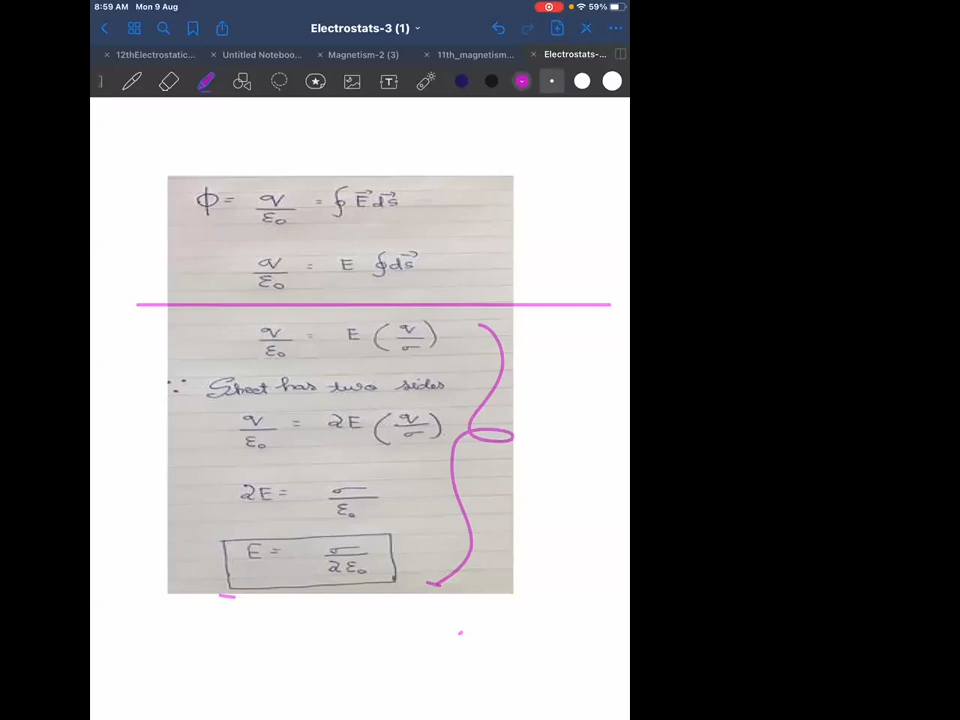 8:59 AM Mon 9 Aug
59%
Electrostats-3 (1)
12thElectrostatic...
Untitled Noteboo...
Magnetism-2 (3)
11th_magnetism...
Electrostats-...
T
ϕ = q/ε₀ = ∮ E⃗ ds⃗
q/ε₀ = E ∮ ds⃗
q/ε₀ = E (q/σ)
∵ Sheet has two sides
q/ε₀ = 2E (q/σ)
2E = σ/ε₀
E = σ/2ε₀